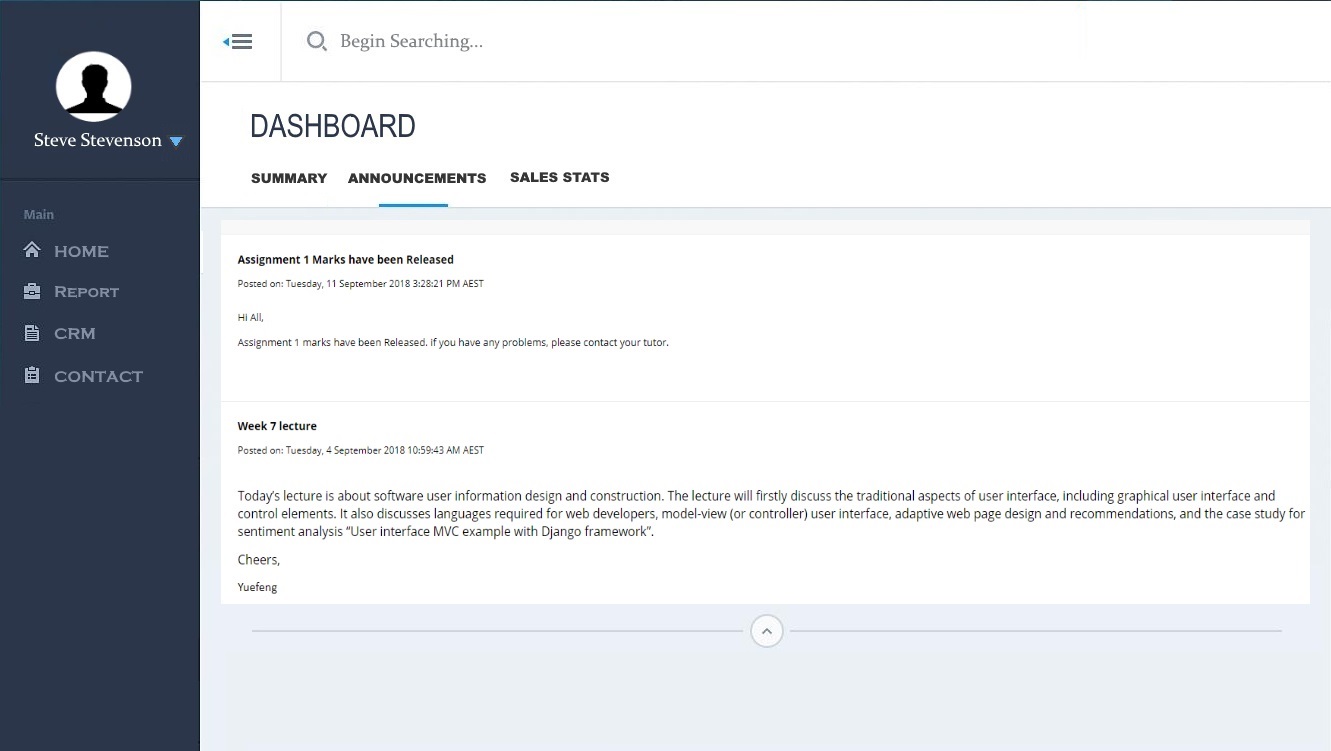 Begin Searching...
Steve Stevenson
DASHBOARD
SUMMARY ANNOUNCEMENTS SALES STATS
Main
HOME
REPORT
CRM
CONTACT
Assignment 1 Marks have been Released
Posted on: Tuesday, 11 September 2018 3:28:21 PM AEST
Hi All,
Assignment 1 marks have been Released. if you have any problems, please contact your tutor.
Week 7 lecture
Posted on: Tuesday, 4 September 2018 10:59:43 AM AEST
Today's lecture is about software user information design and construction. The lecture will firstly discuss the traditional aspects of user interface, including graphical user interface and
control elements. It also discusses languages required for web developers, model-view (or controller) user interface, adaptive web page design and recommendations, and the case study for
sentiment analysis “User interface MVC example with Django framework”.
Cheers,
Yuefeng